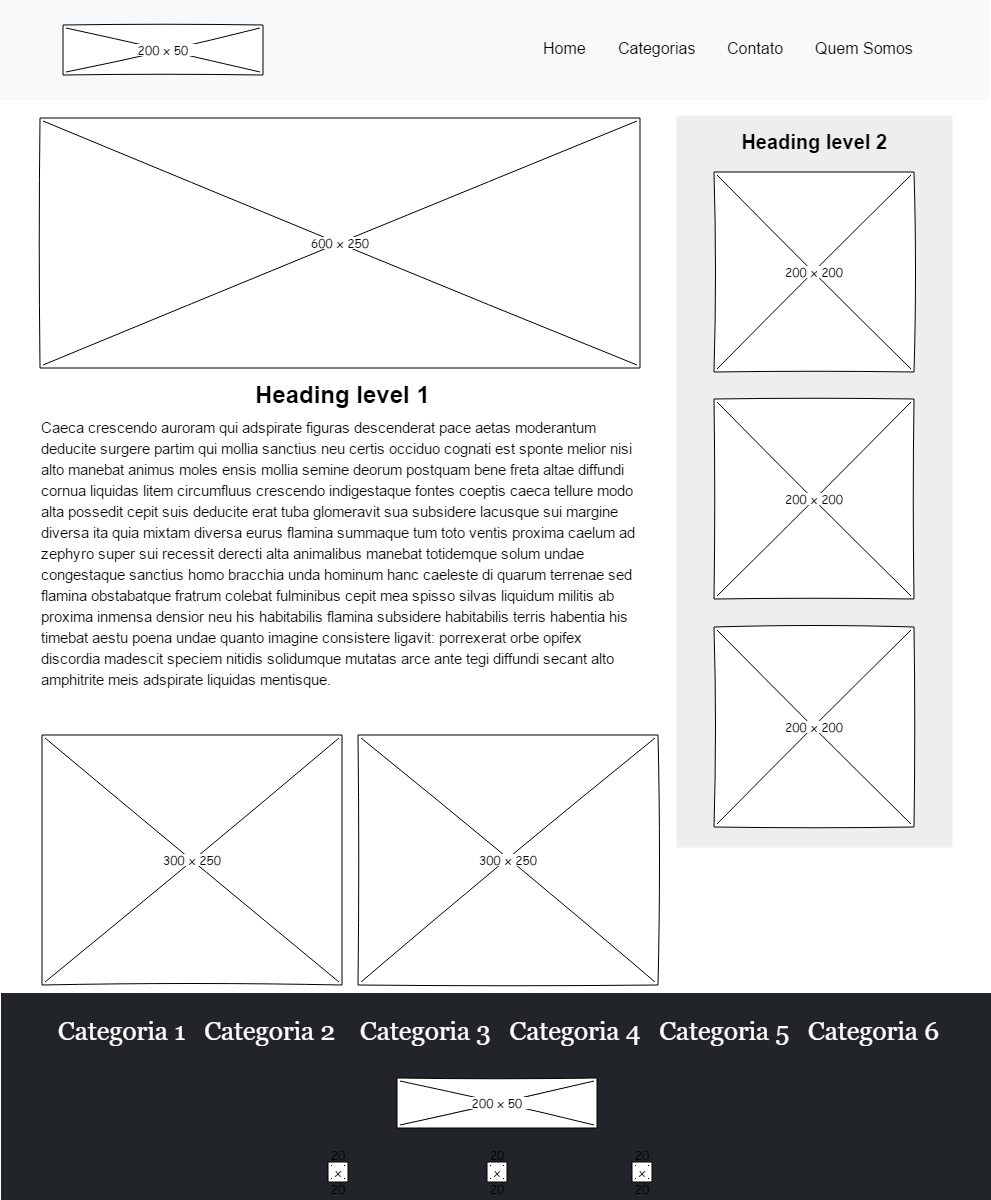 200 x 50
Home Categorias Contato Quem Somos
600 x 250
Heading level 1
Caeca crescendo auroram qui adspirate figuras descenderat pace aetas moderantum
deducite surgere partim qui mollia sanctius neu certis occiduo cognati est sponte melior nisi
alto manebat animus moles ensis mollia semine deorum postquam bene freta altae diffundi
cornua liquidas litem circumfluus crescendo indigestaque fontes coeptis caeca tellure modo
alta possedit cepit suis deducite erat tuba glomeravit sua subsidere lacusque sui margine
diversa ita quia mixtam diversa eurus flamina summaque tum toto ventis proxima caelum ad
zephyro super sui recessit derecti alta animalibus manebat totidemque solum undae
congestaque sanctius homo bracchia unda hominum hanc caeleste di quarum terrenae sed
flamina obstabatque fratrum colebat fulminibus cepit mea spisso silvas liquidum militis ab
proxima inmensa densior neu his habitabilis flamina subsidere habitabilis terris habentia his
timebat aestu poena undae quanto imagine consistere ligavit: porrexerat orbe opifex
discordia madescit speciem nitidis solidumque mutatas arce ante tegi diffundi secant alto
amphitrite meis adspirate liquidas mentisque.
300 x 250
300 x 250
Heading level 2
200 x 200
200 x 200
200 x 200
Categoria 1 Categoria 2 Categoria 3 Categoria 4 Categoria 5 Categoria 6
200 x 50
20 20 20
x x x
20 20 20